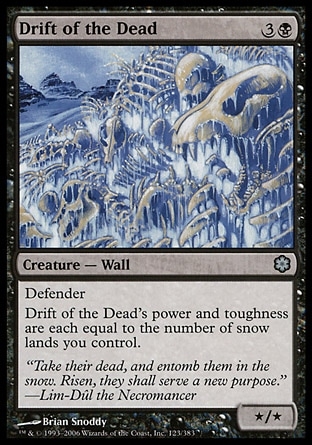 Drift of the Dead 3
Creature — Wall
Defender
Drift of the Dead's power and toughness
are each equal to the number of snow
lands you control.
"Take their dead, and entomb them in the
snow. Risen, they shall serve a new purpose."
—Lim-Dûl the Necromancer
Brian Snoddy
™ & © 1993–2006 Wizards of the Coast, Inc. 123/383
*/*